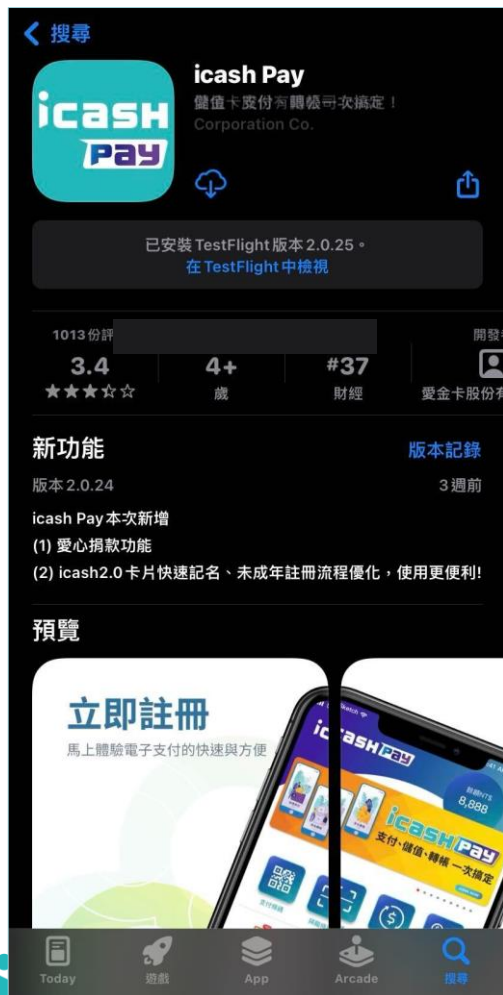 搜尋
icash Pay
icash Pay
Corporation Co.
已安裝 TestFlight 版本 2.0.25。
在 TestFlight 中檢視
1013 份評
開發
3.4
4+
#37
歲
財經
愛金卡股份有
新功能
版本記錄
版本 2.0.24
3 週前
icash Pay 本次新增
(1) 愛心捐款功能
(2) icash2.0 卡片快速記名、未成年註冊流程優化，使用更便利!
預覽
立即註冊
馬上體驗電子支付的快速與方便
icash Pay
8,888
icash Pay
支付、儲值、轉帳 一次搞定
Today
遊戲
App
Arcade
搜尋